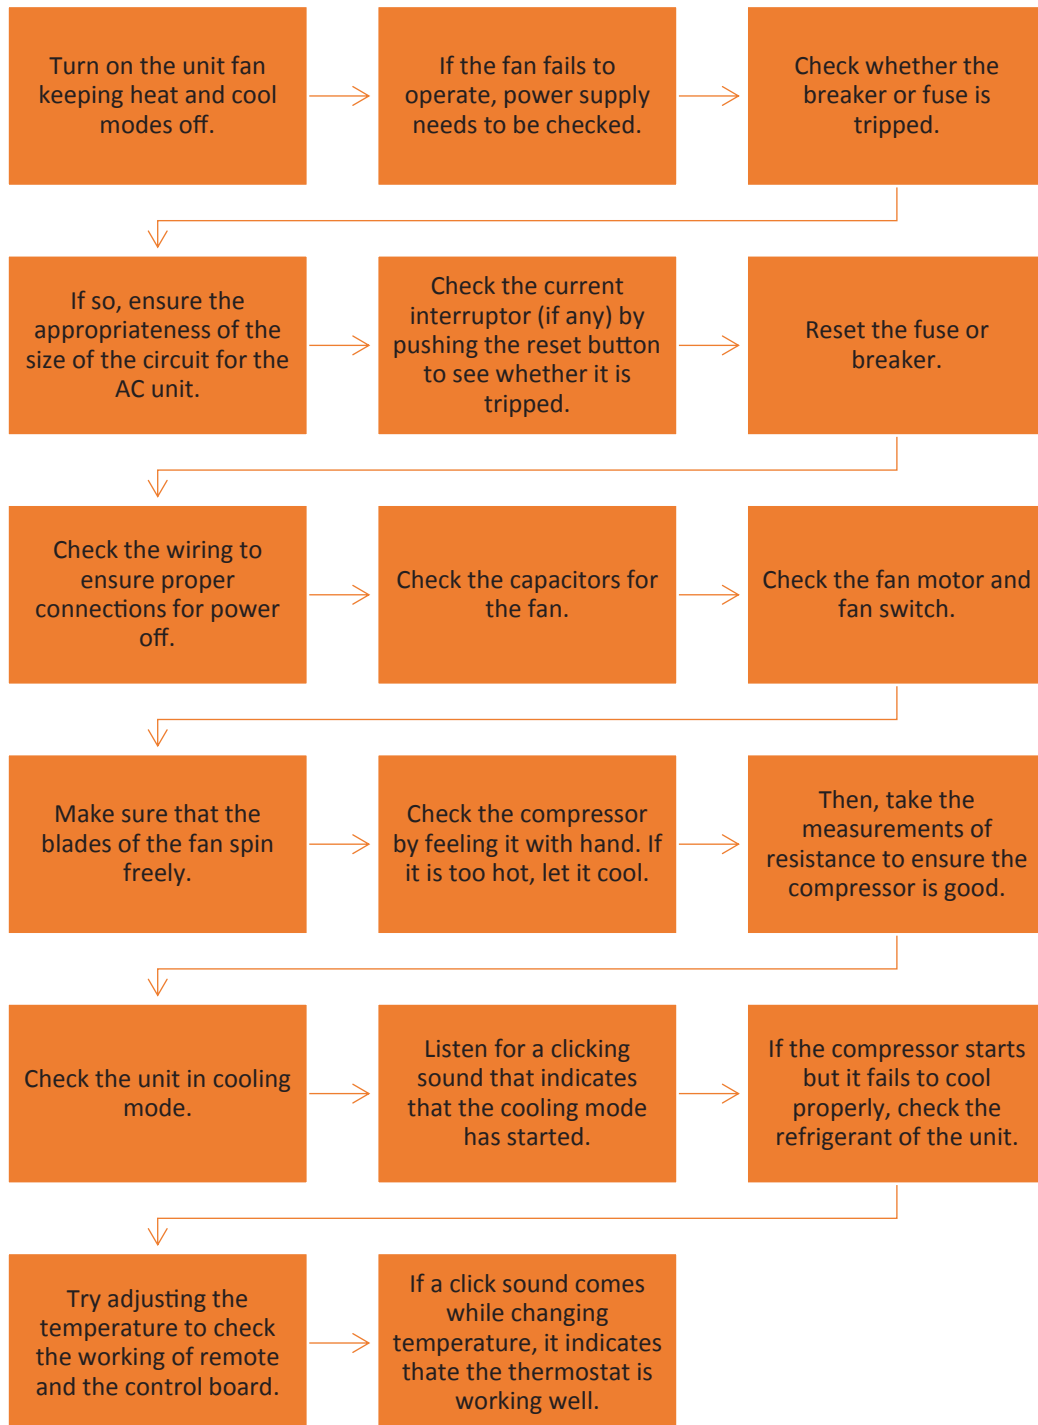 Turn on the unit fan
keeping heat and cool
modes off.
If the fan fails to
operate, power supply
needs to be checked.
Check whether the
breaker or fuse is
tripped.
If so, ensure the
appropriateness of the
size of the circuit for the
AC unit.
Check the current
interruptor (if any) by
pushing the reset button
to see whether it is
tripped.
Reset the fuse or
breaker.
Check the wiring to
ensure proper
connections for power
off.
Check the capacitors for
the fan.
Check the fan motor and
fan switch.
Make sure that the
blades of the fan spin
freely.
Check the compressor
by feeling it with hand. If
it is too hot, let it cool.
Then, take the
measurements of
resistance to ensure the
compressor is good.
Check the unit in cooling
mode.
Listen for a clicking
sound that indicates
that the cooling mode
has started.
If the compressor starts
but it fails to cool
properly, check the
refrigerant of the unit.
Try adjusting the
temperature to check
the working of remote
and the control board.
If a click sound comes
while changing
temperature, it indicates
thate the thermostat is
working well.